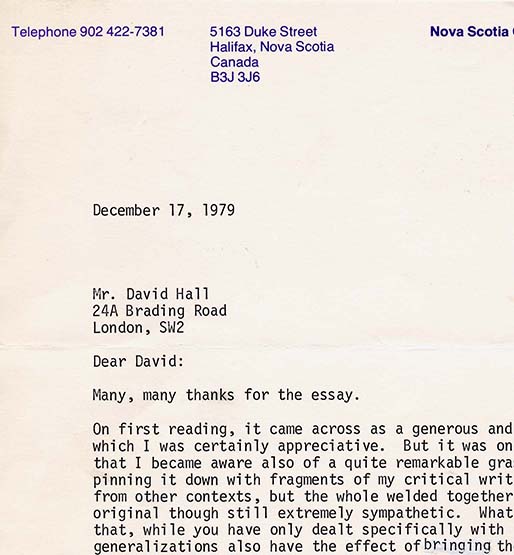 Telephone 902 422-7381
5163 Duke Street
Halifax, Nova Scotia
Canada
B3J 3J6
Nova Scotia
December 17, 1979
Mr. David Hall
24A Brading Road
London, SW2
Dear David:
Many, many thanks for the essay.
On first reading, it came across as a generous and
which I was certainly appreciative. But it was on
that I became aware also of a quite remarkable gra
pinning it down with fragments of my critical writ
from other contexts, but the whole welded together
original though still extremely sympathetic. What
that, while you have only dealt specifically with
generalizations also have the effect of bringing th